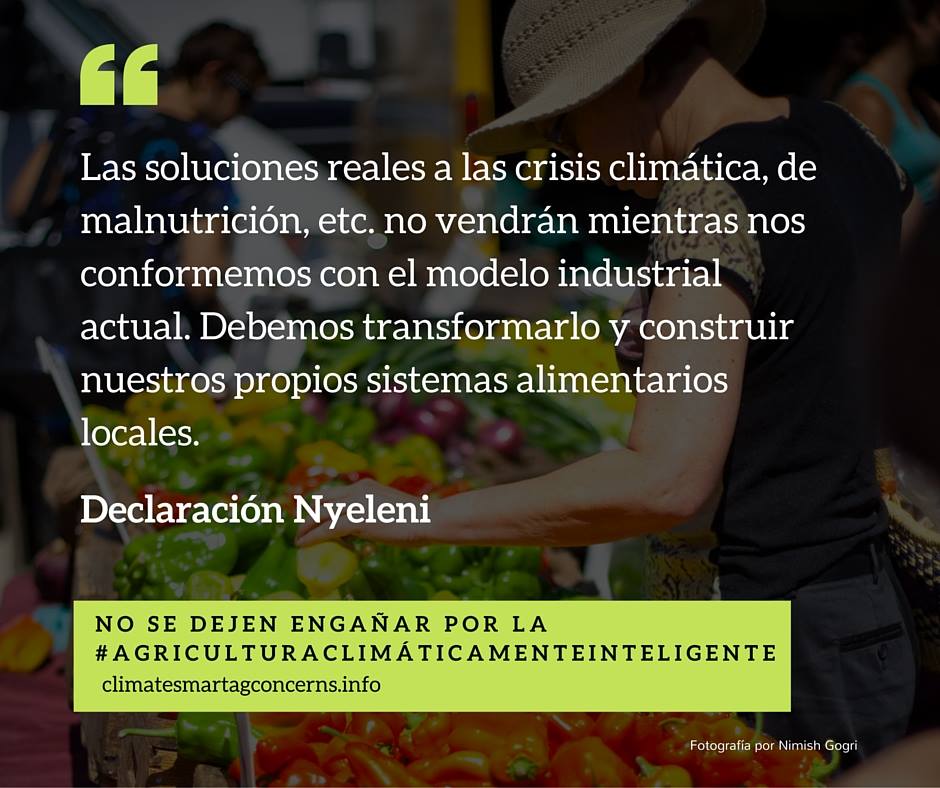 Las soluciones reales a las crisis climática, de
malnutrición, etc. no vendrán mientras nos
conformemos con el modelo industrial
actual. Debemos transformarlo y construir
nuestros propios sistemas alimentarios
locales.
Declaración Nyeleni
NO SE DEJEN ENGAÑAR POR LA
#AGRICULTURACLIMÁTICAMENTEINTELIGENTE
climatesmartagconcerns.info
Fotografía por Nimish Gogri